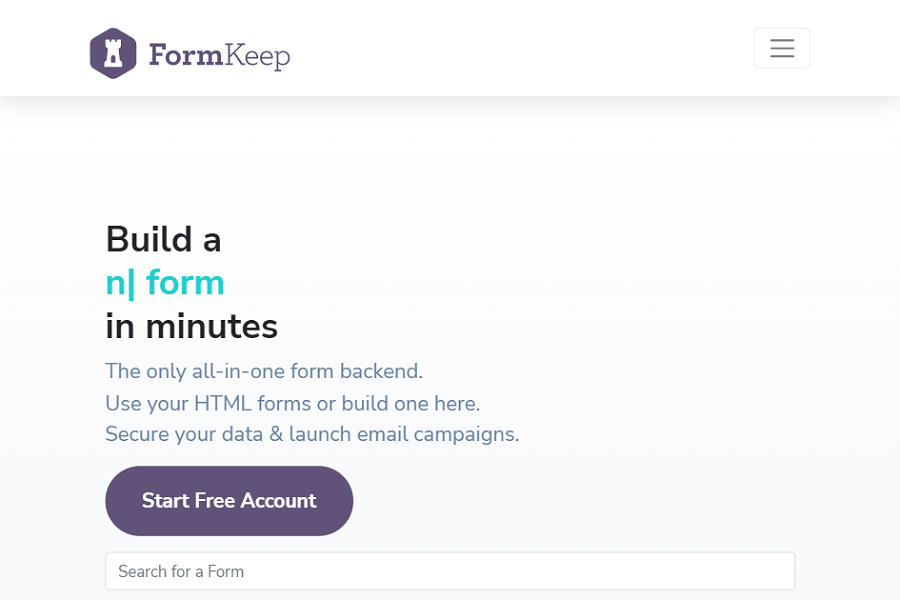 FormKeep
Build a
n| form
in minutes
The only all-in-one form backend.
Use your HTML forms or build one here.
Secure your data & launch email campaigns.
Start Free Account
Search for a Form